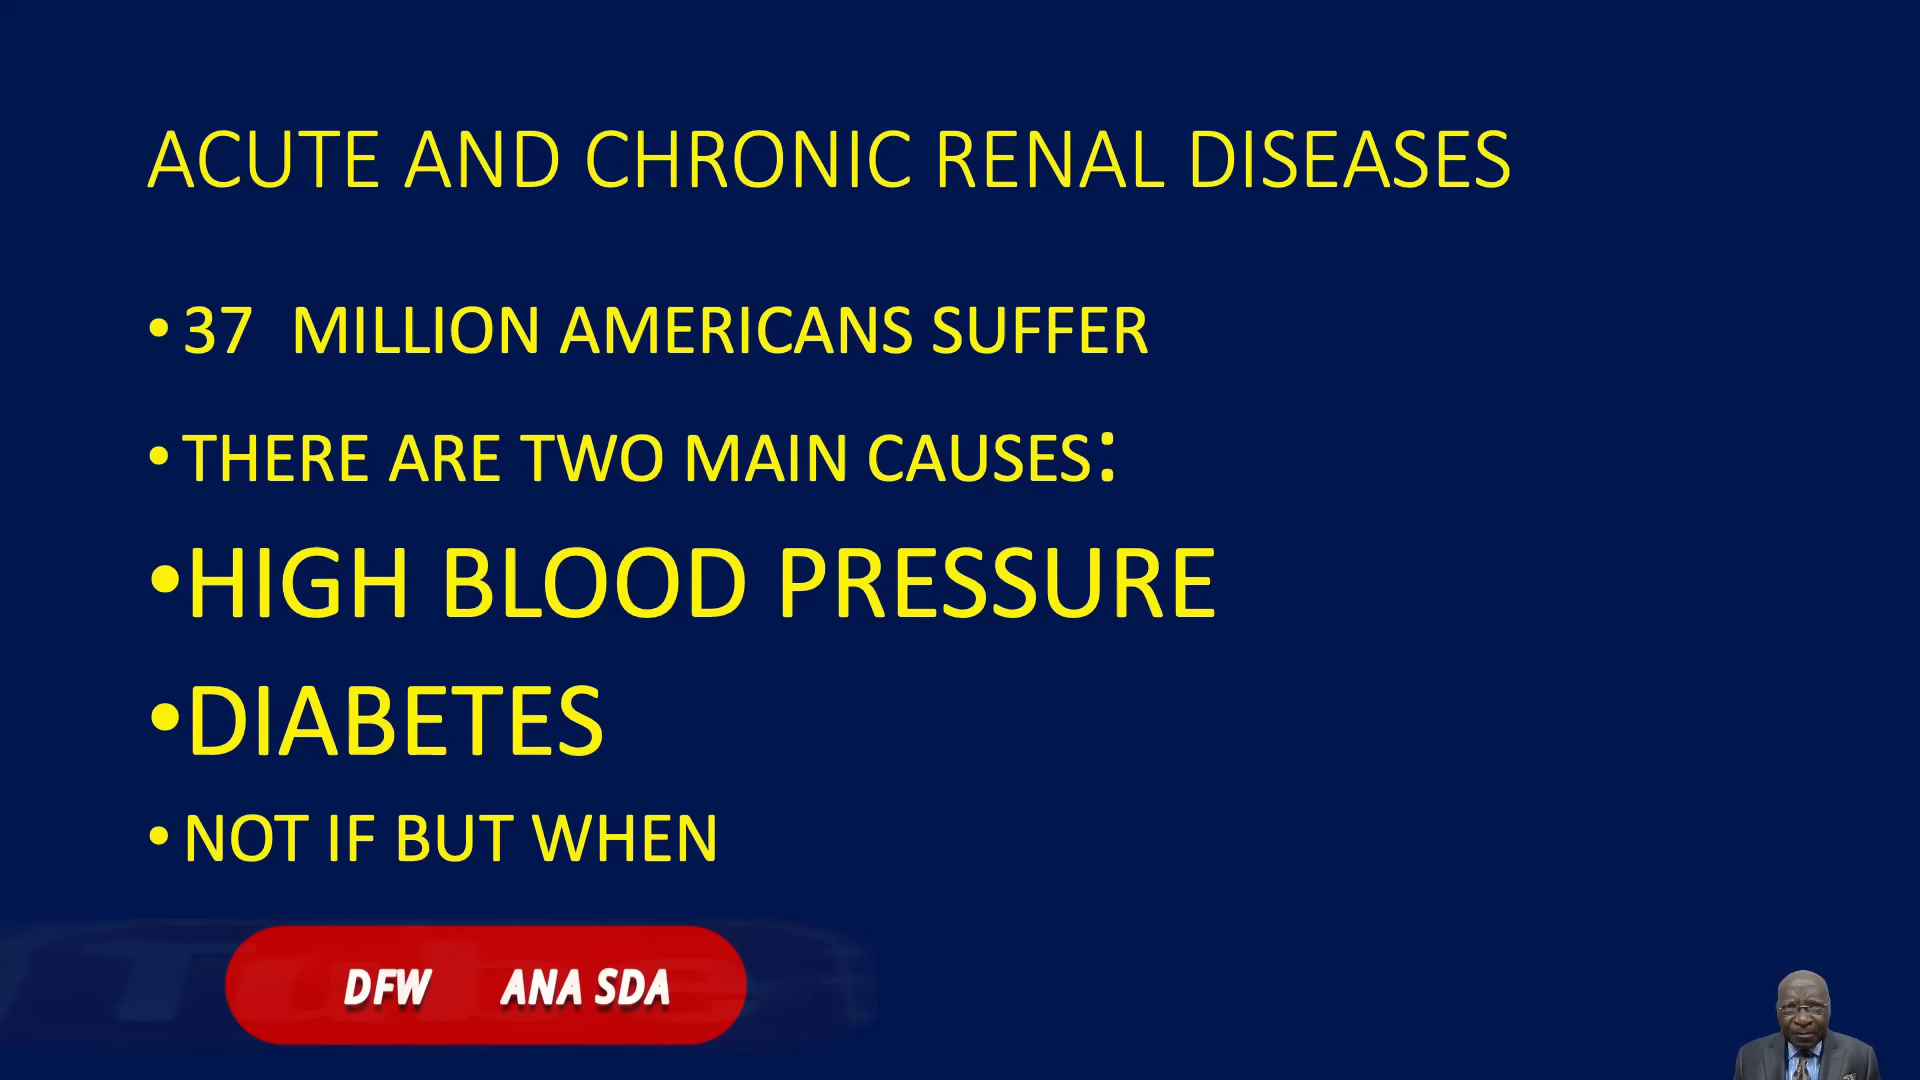 ACUTE AND CHRONIC RENAL DISEASES
• 37 MILLION AMERICANS SUFFER
• THERE ARE TWO MAIN CAUSES:
• HIGH BLOOD PRESSURE
• DIABETES
• NOT IF BUT WHEN
DFW ANA SDA